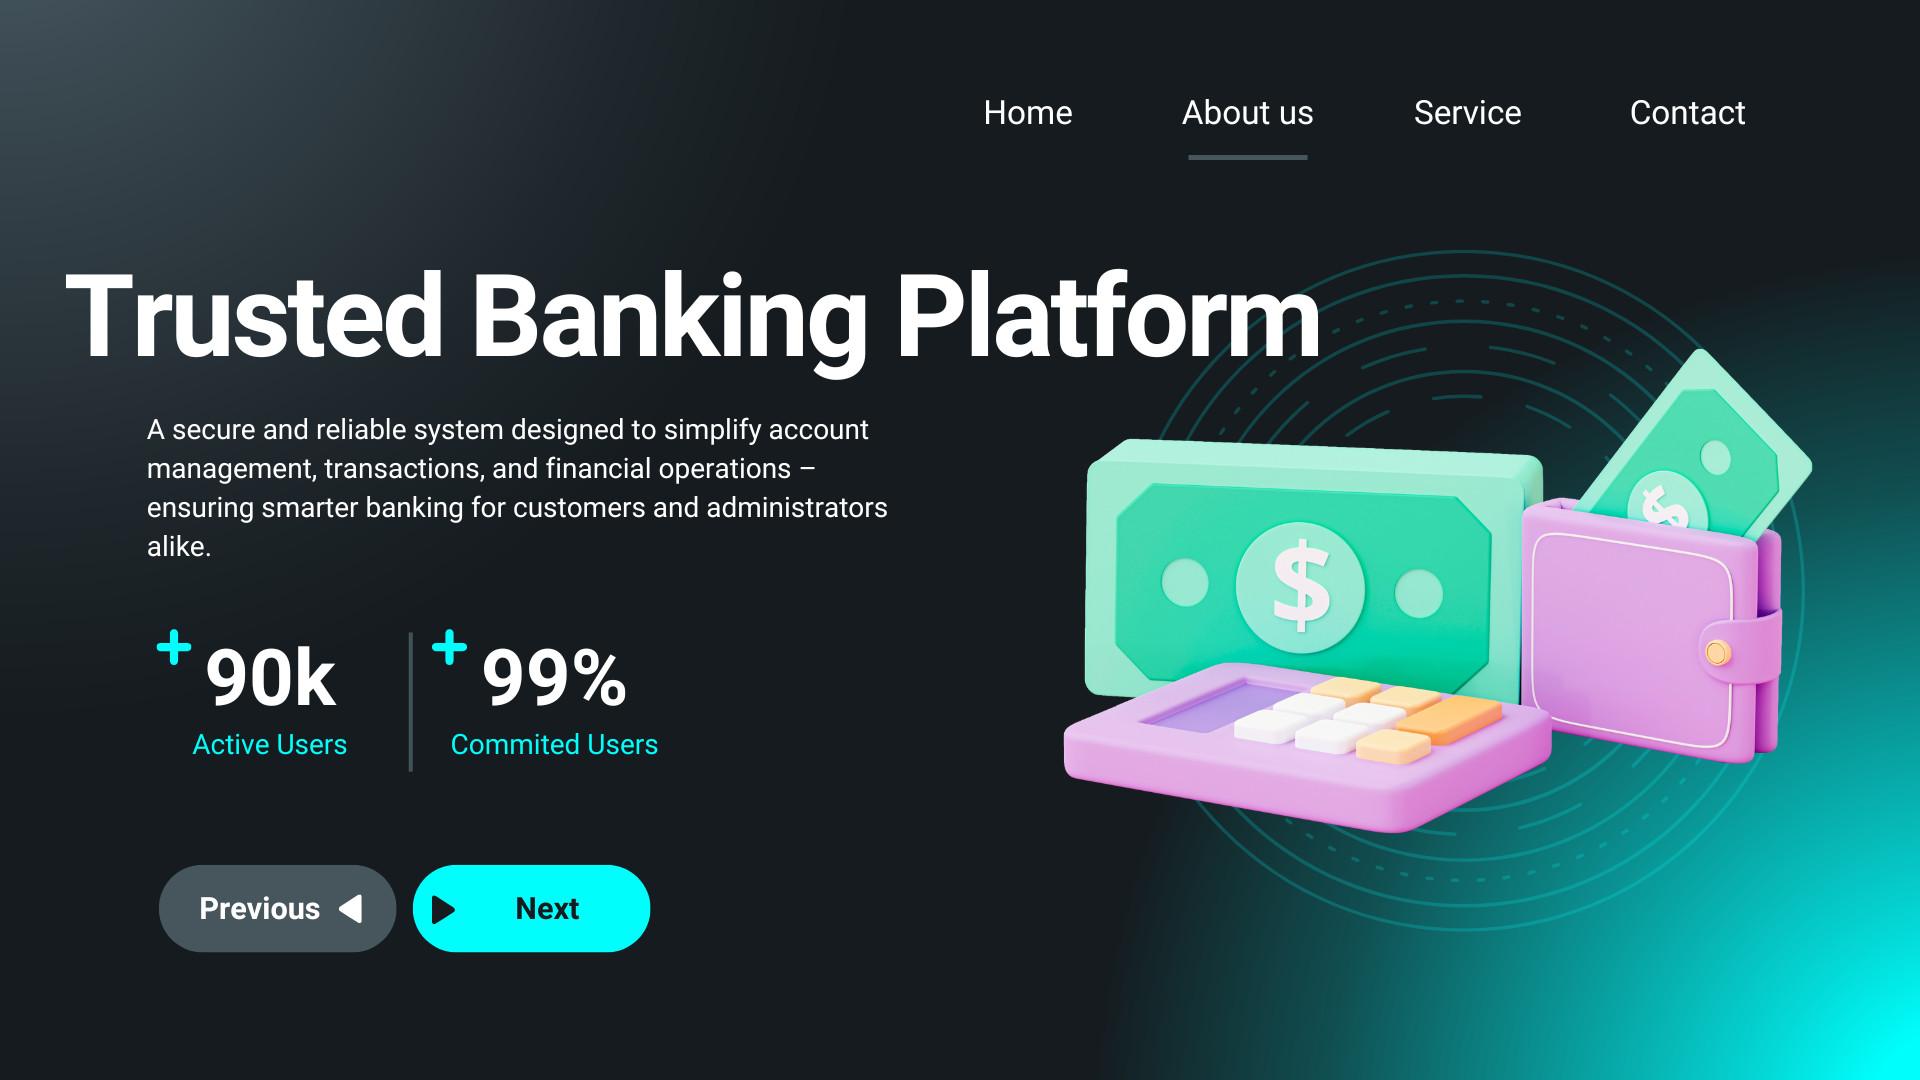 Home About us Service Contact
Trusted Banking Platform
A secure and reliable system designed to simplify account
management, transactions, and financial operations –
ensuring smarter banking for customers and administrators
alike.
+ 90k + 99%
Active Users Commited Users
Previous Next
$
$